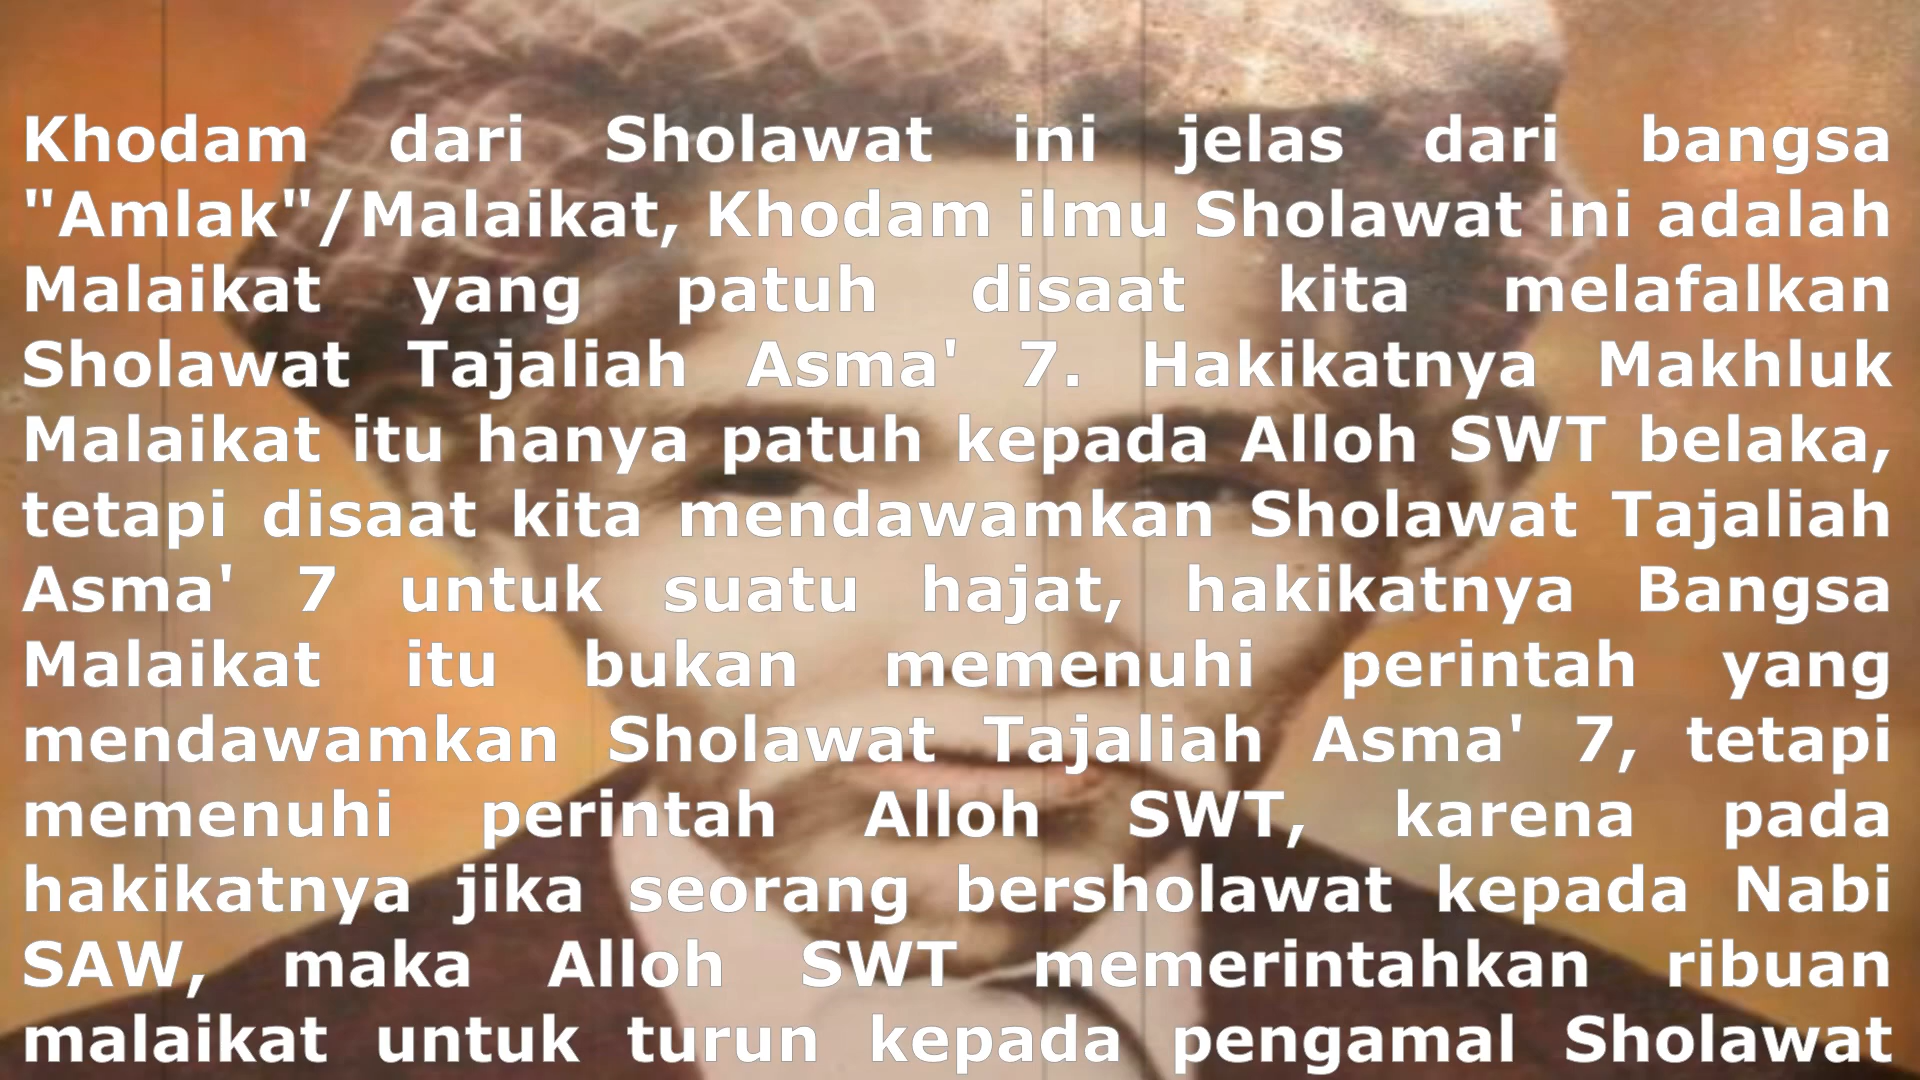 Khodam dari Sholawat ini jelas dari bangsa
"Amlak"/Malaikat, Khodam ilmu Sholawat ini adalah
Malaikat yang patuh disaat kita melafalkan
Sholawat Tajaliah Asma' 7. Hakikatnya Makhluk
Malaikat itu hanya patuh kepada Alloh SWT belaka,
tetapi disaat kita mendawamkan Sholawat Tajaliah
Asma' 7 untuk suatu hajat, hakikatnya Bangsa
Malaikat itu bukan memenuhi perintah yang
mendawamkan Sholawat Tajaliah Asma' 7, tetapi
memenuhi perintah Alloh SWT, karena pada
hakikatnya jika seorang bersholawat kepada Nabi
SAW, maka Alloh SWT memerintahkan ribuan
malaikat untuk turun kepada pengamal Sholawat